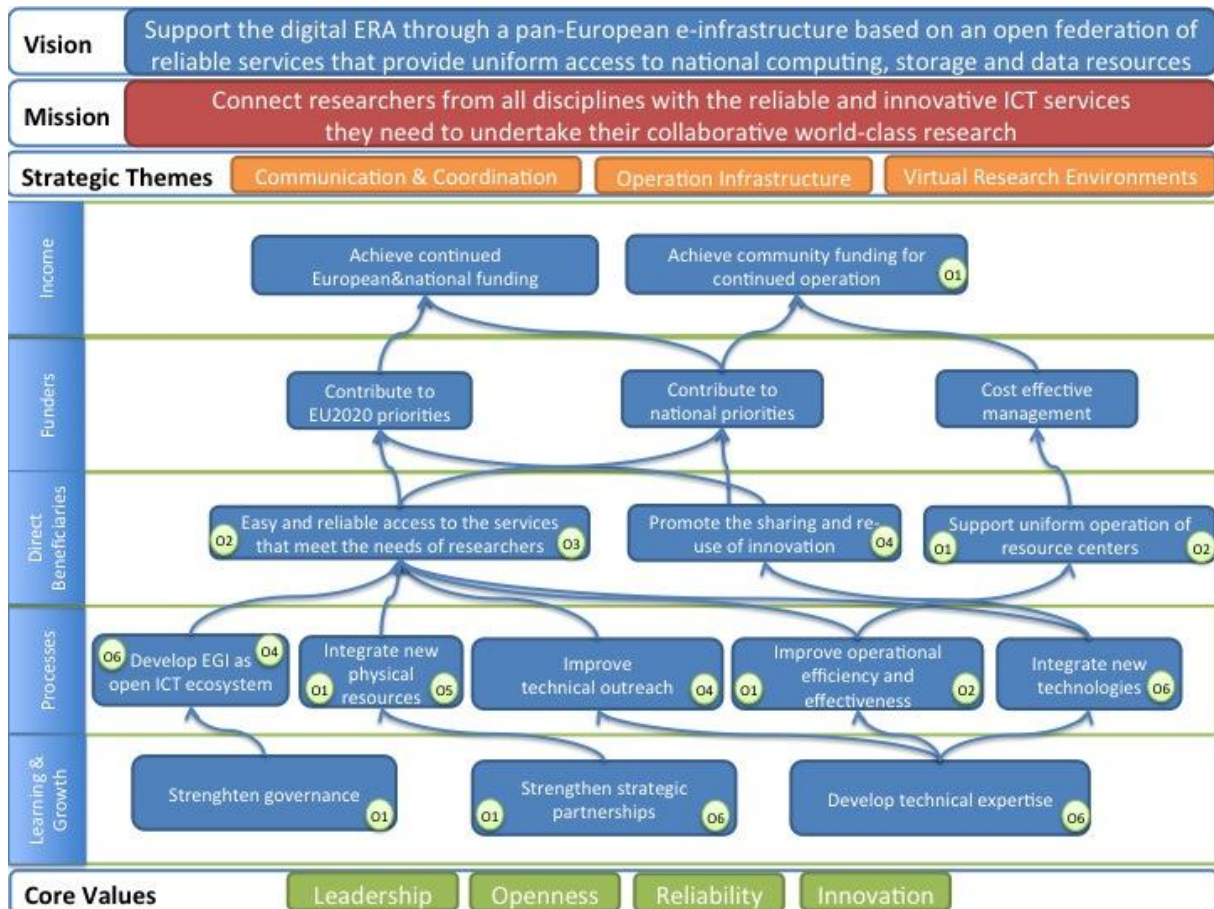 Vision
Support the digital ERA through a pan-European e-infrastructure based on an open federation of
reliable services that provide uniform access to national computing, storage and data resources
Mission
Connect researchers from all disciplines with the reliable and innovative ICT services
they need to undertake their collaborative world-class research
Strategic Themes
Communication & Coordination
Operation Infrastructure
Virtual Research Environments
Income
Achieve continued
European&national funding
Achieve community funding for
continued operation
O1
Funders
Contribute to
EU2020 priorities
Contribute to
national priorities
Cost effective
management
Direct
Beneficiaries
Easy and reliable access to the services
that meet the needs of researchers
O2
O3
Promote the sharing and re-
use of innovation
O4
Support uniform operation of
resource centers
O1
O2
Processes
O6
O4
Develop EGI as
open ICT ecosystem
Integrate new
physical
resources
O1
O5
Improve
technical outreach
O4
Improve operational
efficiency and
effectiveness
O1
O2
Integrate new
technologies
O6
Learning &
Growth
Strenghten governance
O1
Strengthen strategic
partnerships
O1
O6
Develop technical expertise
O6
Core Values
Leadership
Openness
Reliability
Innovation